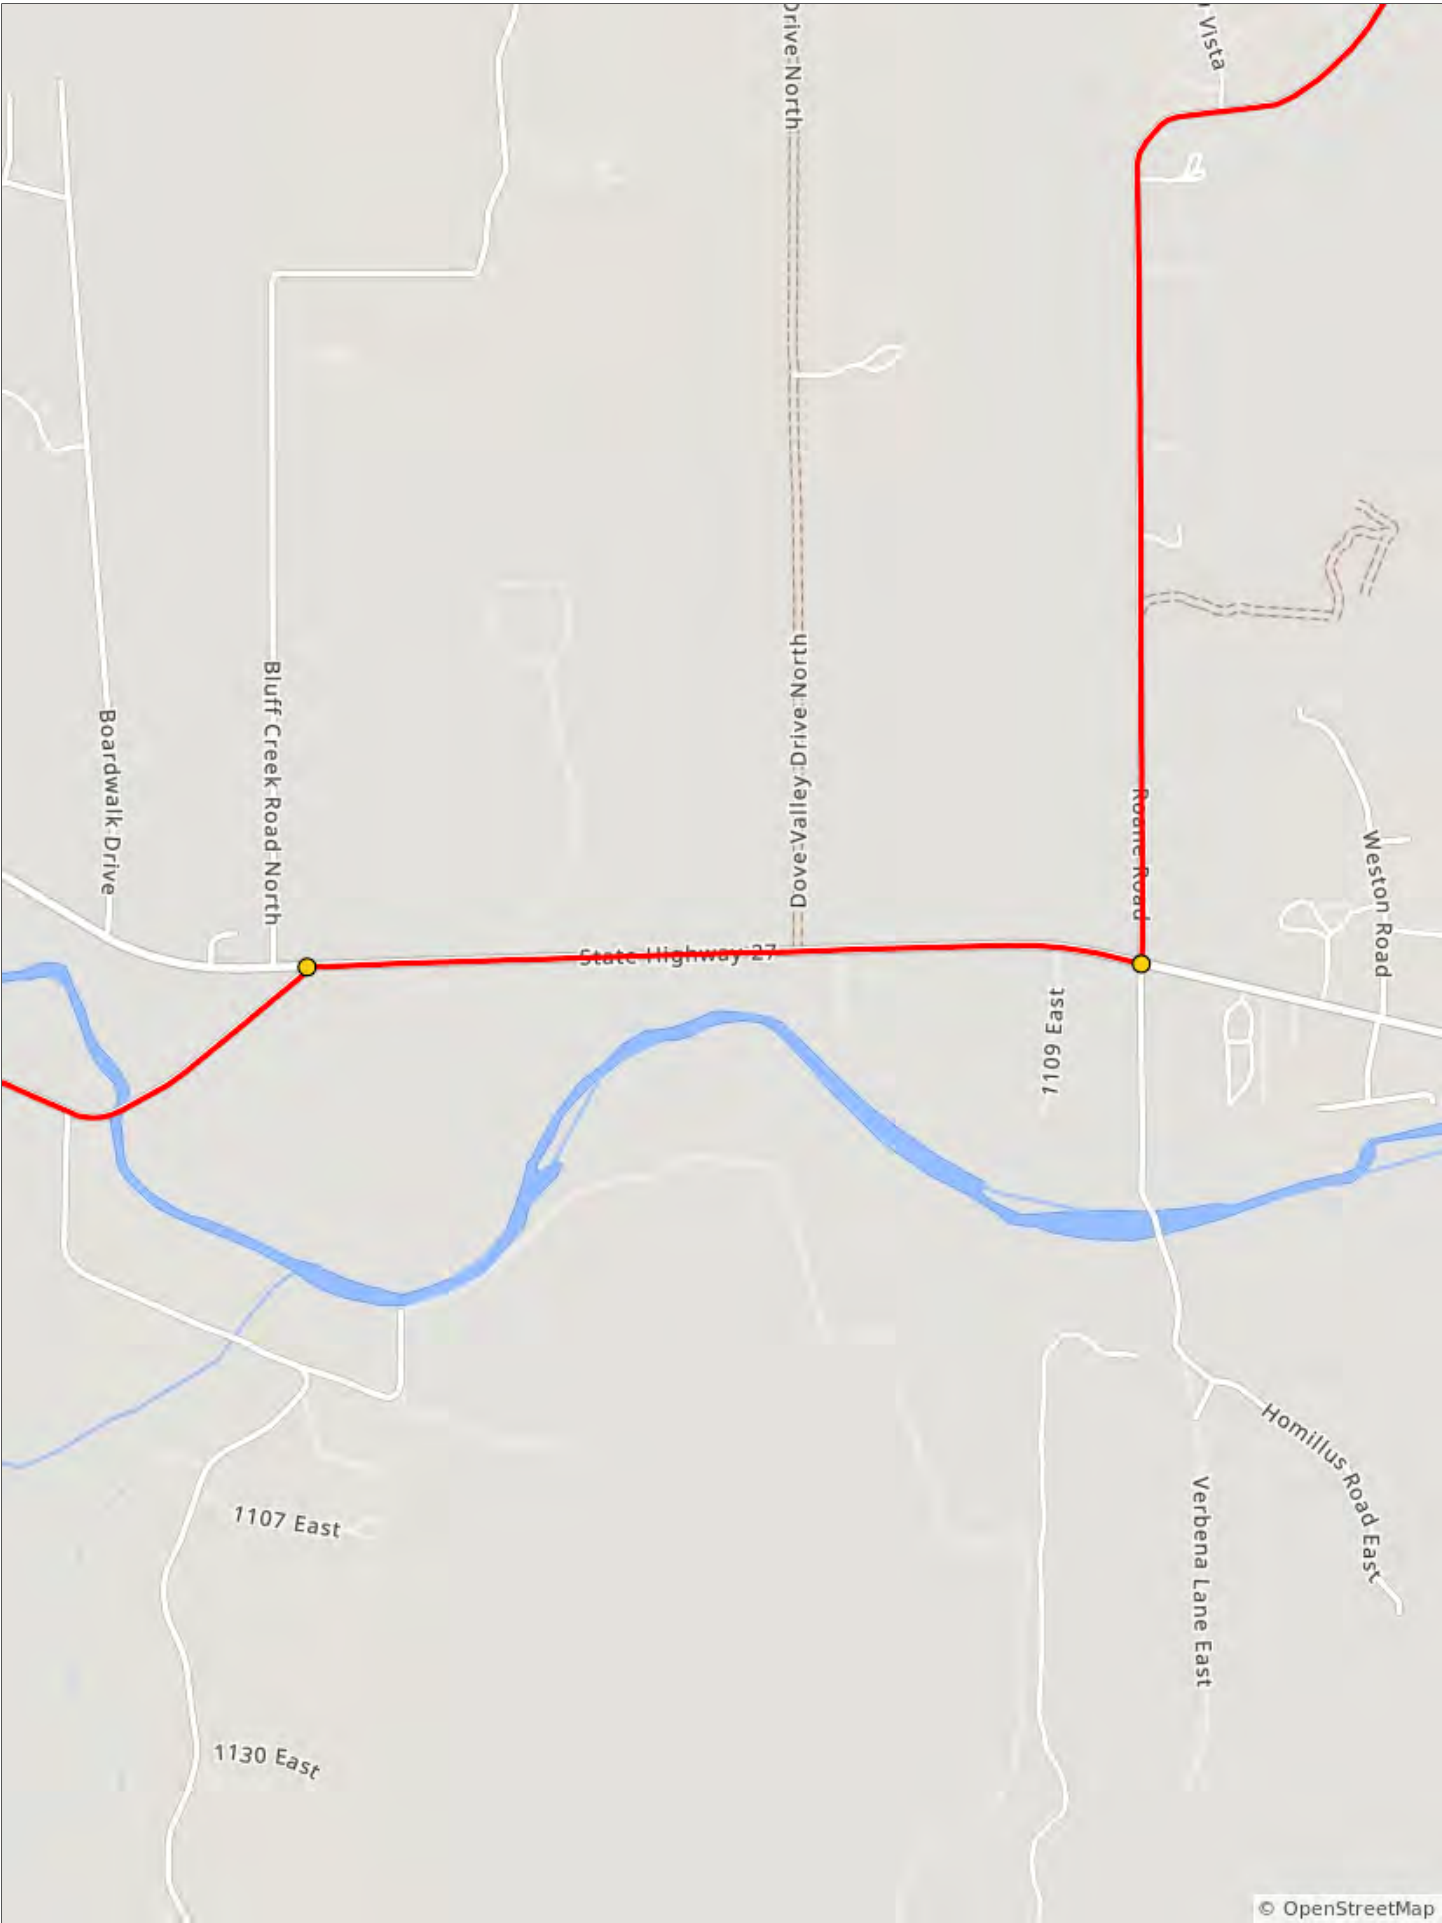 Drive North
Vista
Boardwalk Drive
Bluff Creek Road North
Dove Valley Drive North
Roane Road
Weston Road
State Highway 27
1109 East
Homillus Road East
Verbena Lane East
1107 East
1130 East
© OpenStreetMap